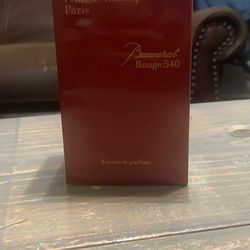 Paris
Baccarat
Rouge 540
Extrait de parfum